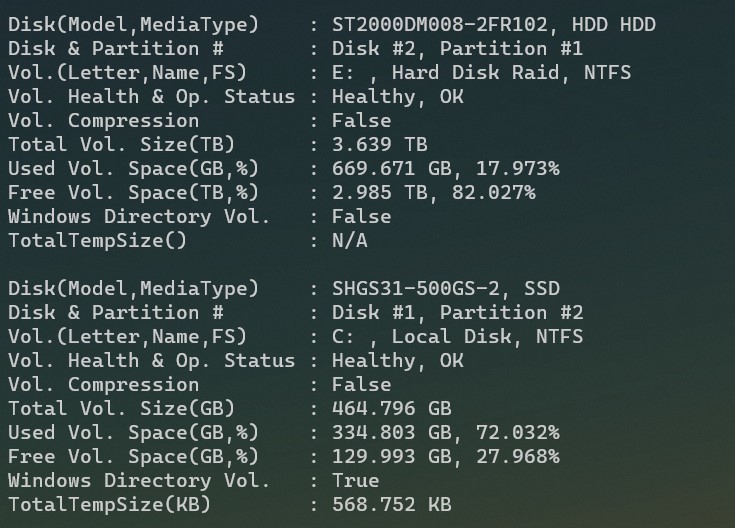 Disk(Model,MediaType)    : ST2000DM008-2FR102, HDD HDD
Disk & Partition #       : Disk #2, Partition #1
Vol.(Letter,Name,FS)     : E: , Hard Disk Raid, NTFS
Vol. Health & Op. Status : Healthy, OK
Vol. Compression         : False
Total Vol. Size(TB)      : 3.639 TB
Used Vol. Space(GB,%)    : 669.671 GB, 17.973%
Free Vol. Space(TB,%)    : 2.985 TB, 82.027%
Windows Directory Vol.   : False
TotalTempSize()          : N/A

Disk(Model,MediaType)    : SHGS31-500GS-2, SSD
Disk & Partition #       : Disk #1, Partition #2
Vol.(Letter,Name,FS)     : C: , Local Disk, NTFS
Vol. Health & Op. Status : Healthy, OK
Vol. Compression         : False
Total Vol. Size(GB)      : 464.796 GB
Used Vol. Space(GB,%)    : 334.803 GB, 72.032%
Free Vol. Space(GB,%)    : 129.993 GB, 27.968%
Windows Directory Vol.   : True
TotalTempSize(KB)        : 568.752 KB